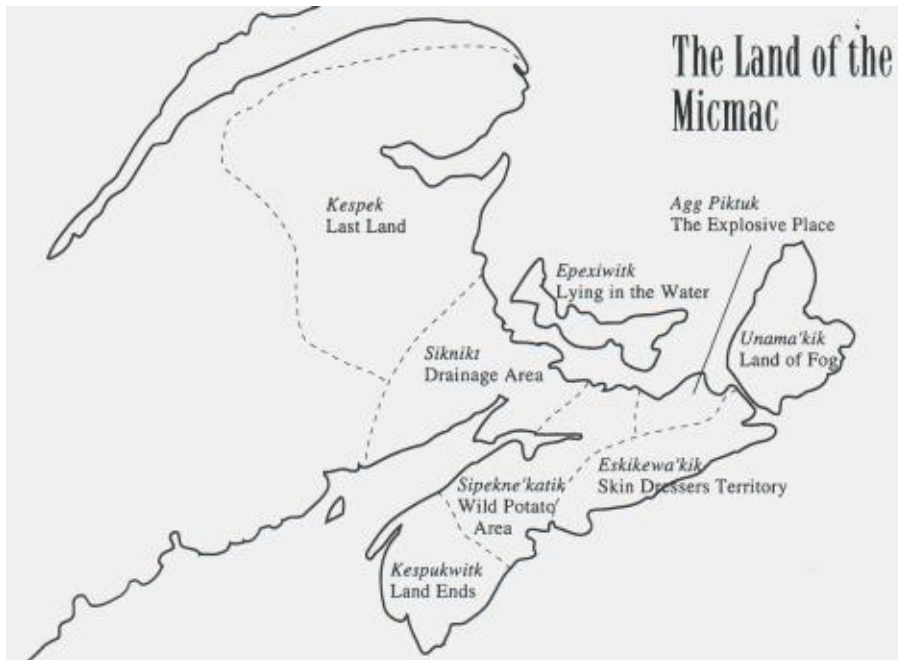 The Land of the
Micmac
Kespek
Last Land
Agg Piktuk
The Explosive Place
Epexiwitk
Lying in the Water
Unama'kik
Land of Fog
Siknikt
Drainage Area
Eskikewa'kik
Skin Dressers Territory
Sipekne'katik
Wild Potato
Area
Kespukwitk
Land Ends